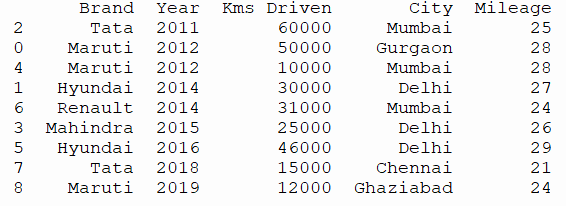 Brand Year Kms Driven City Mileage
2 Tata 2011 60000 Mumbai 25
0 Maruti 2012 50000 Gurgaon 28
4 Maruti 2012 10000 Mumbai 28
1 Hyundai 2014 30000 Delhi 27
6 Renault 2014 31000 Mumbai 24
3 Mahindra 2015 25000 Delhi 26
5 Hyundai 2016 46000 Delhi 29
7 Tata 2018 15000 Chennai 21
8 Maruti 2019 12000 Ghaziabad 24